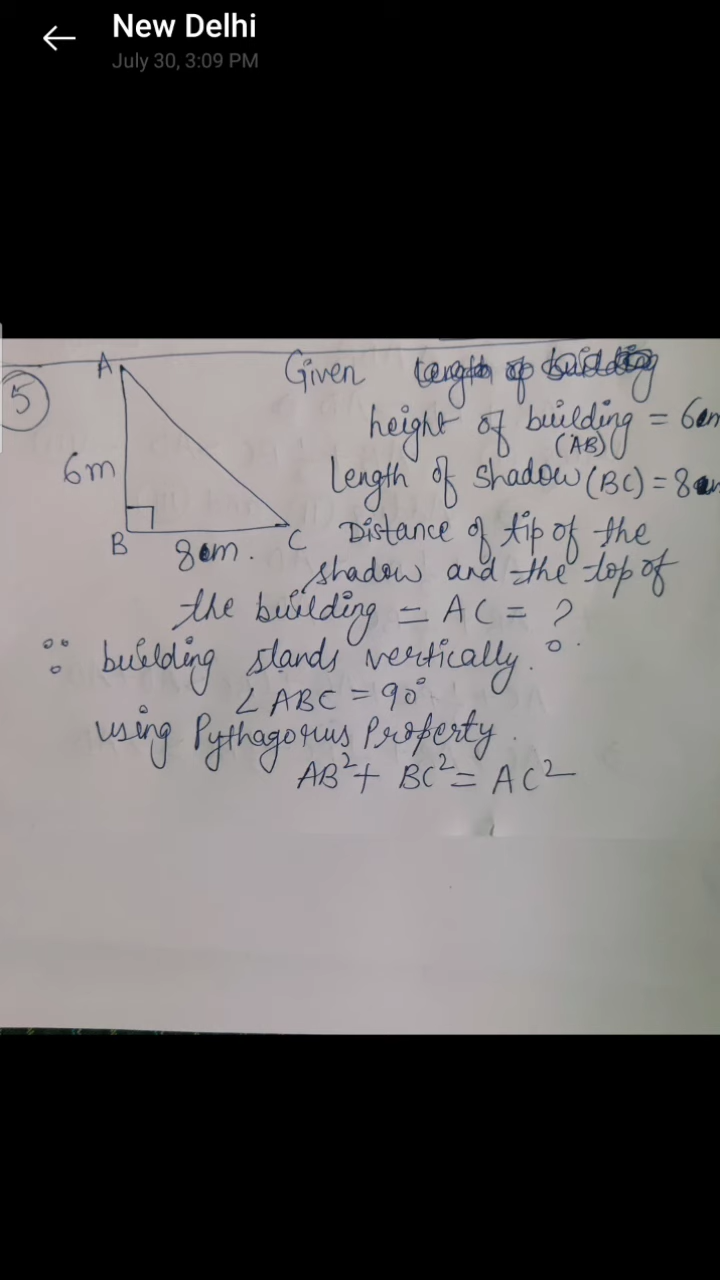 New Delhi
July 30, 3:09 PM
5
A
Given
height of building = 6m
(AB)
6m
length of shadow (BC) = 8m
B
8m.
C
Distance of tip of the
shadow and the top of
the building = AC = ?
∵ building stands vertically.
∠ABC = 90°
using Pythagorus Property.
AB²+ BC²= AC²